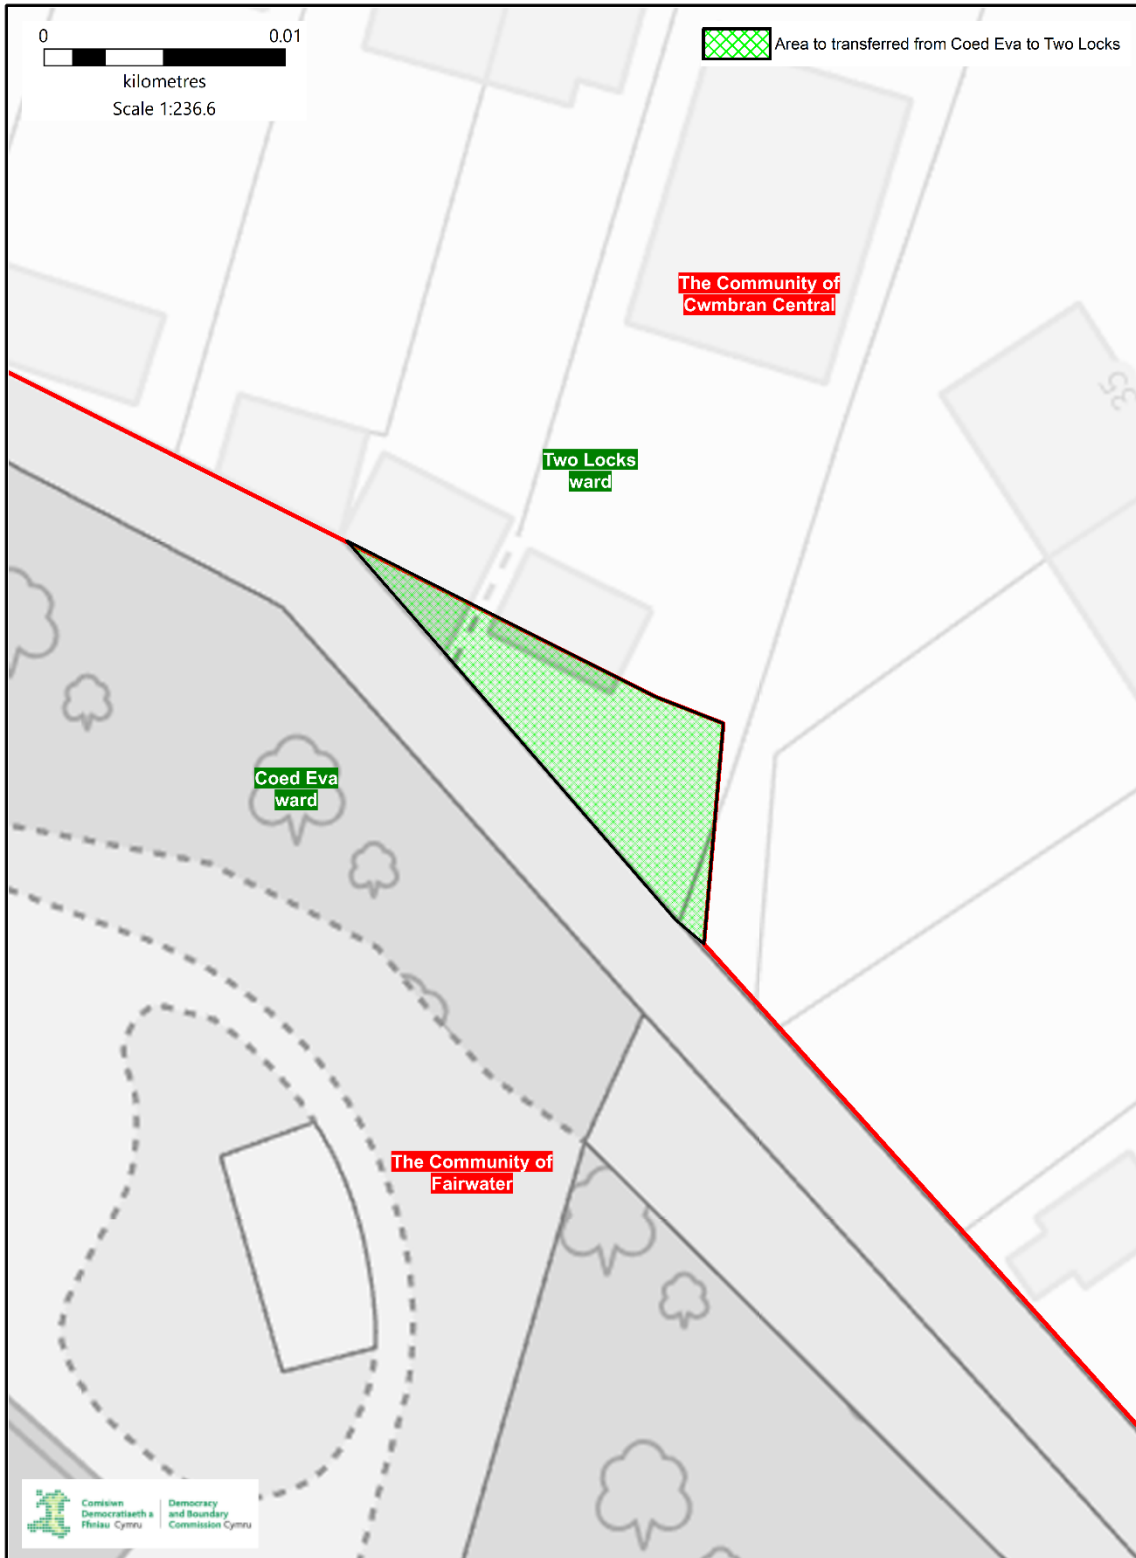 0 0.01
kilometres
Scale 1:236.6
Area to transferred from Coed Eva to Two Locks
The Community of
Cwmbran Central
35
Two Locks
ward
Coed Eva
ward
The Community of
Fairwater
Comisiwn
Democratiaeth a
Ffiniau Cymru
Democracy
and Boundary
Commission Cymru